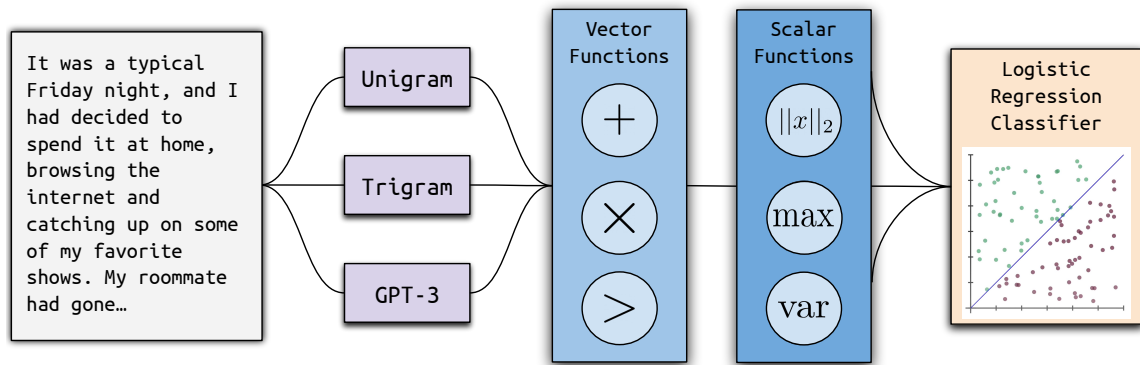 It was a typical
Friday night, and I
had decided to
spend it at home,
browsing the
internet and
catching up on some
of my favorite
shows. My roommate
had gone…
Unigram
Trigram
GPT-3
Vector
Functions
+
×
>
Scalar
Functions
||x||₂
max
var
Logistic
Regression
Classifier